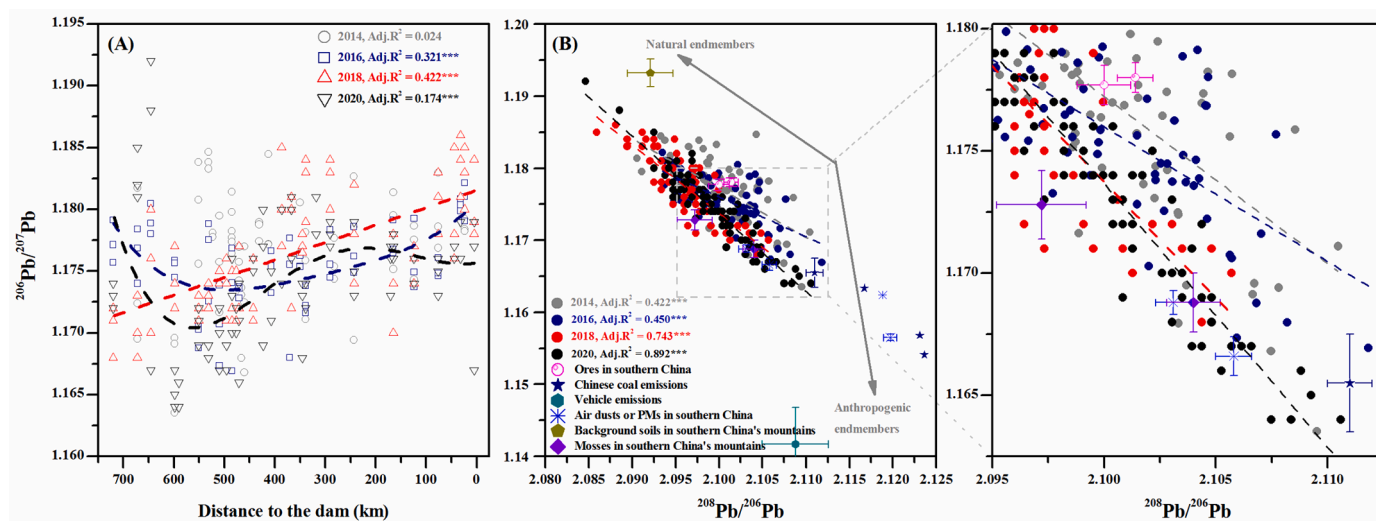 (A)
2014, Adj.R² = 0.024
2016, Adj.R² = 0.321***
2018, Adj.R² = 0.422***
2020, Adj.R² = 0.174***
1.195
1.190
1.185
1.180
1.175
1.170
1.165
1.160
²⁰⁶Pb/²⁰⁷Pb
700 600 500 400 300 200 100 0
Distance to the dam (km)
(B)
Natural endmembers
1.20
1.19
1.18
1.17
1.16
1.15
1.14
2014, Adj.R² = 0.422***
2016, Adj.R² = 0.450***
2018, Adj.R² = 0.743***
2020, Adj.R² = 0.892***
Ores in southern China
Chinese coal emissions
Vehicle emissions
Air dusts or PMs in southern China
Background soils in southern China's mountains
Mosses in southern China's mountains
Anthropogenic
endmembers
2.080 2.085 2.090 2.095 2.100 2.105 2.110 2.115 2.120 2.125
²⁰⁸Pb/²⁰⁶Pb
1.180
1.175
1.170
1.165
2.095 2.100 2.105 2.110
²⁰⁸Pb/²⁰⁶Pb